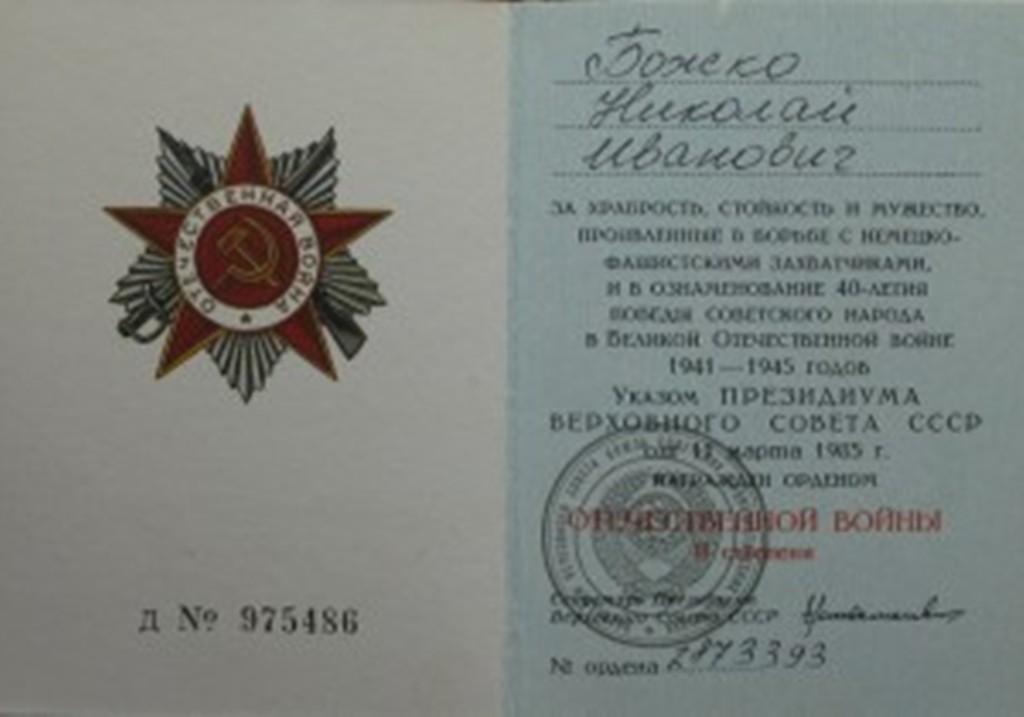 ОТЕЧЕСТВЕННАЯ ВОЙНА
Д № 975486
Божко
Николай
Иванович
ЗА ХРАБРОСТЬ, СТОЙКОСТЬ И МУЖЕСТВО,
ПРОЯВЛЕННЫЕ В БОРЬБЕ С НЕМЕЦКО-
ФАШИСТСКИМИ ЗАХВАТЧИКАМИ,
И В ОЗНАМЕНОВАНИЕ 40-ЛЕТИЯ
ПОБЕДЫ СОВЕТСКОГО НАРОДА
В ВЕЛИКОЙ ОТЕЧЕСТВЕННОЙ ВОЙНЕ
1941—1945 ГОДОВ
УКАЗОМ ПРЕЗИДИУМА
ВЕРХОВНОГО СОВЕТА СССР
от 11 марта 1985 г.
НАГРАЖДЕН ОРДЕНОМ
ОТЕЧЕСТВЕННОЙ ВОЙНЫ
II степени
Секретарь Президиума
Верховного Совета СССР
№ ордена 2873393